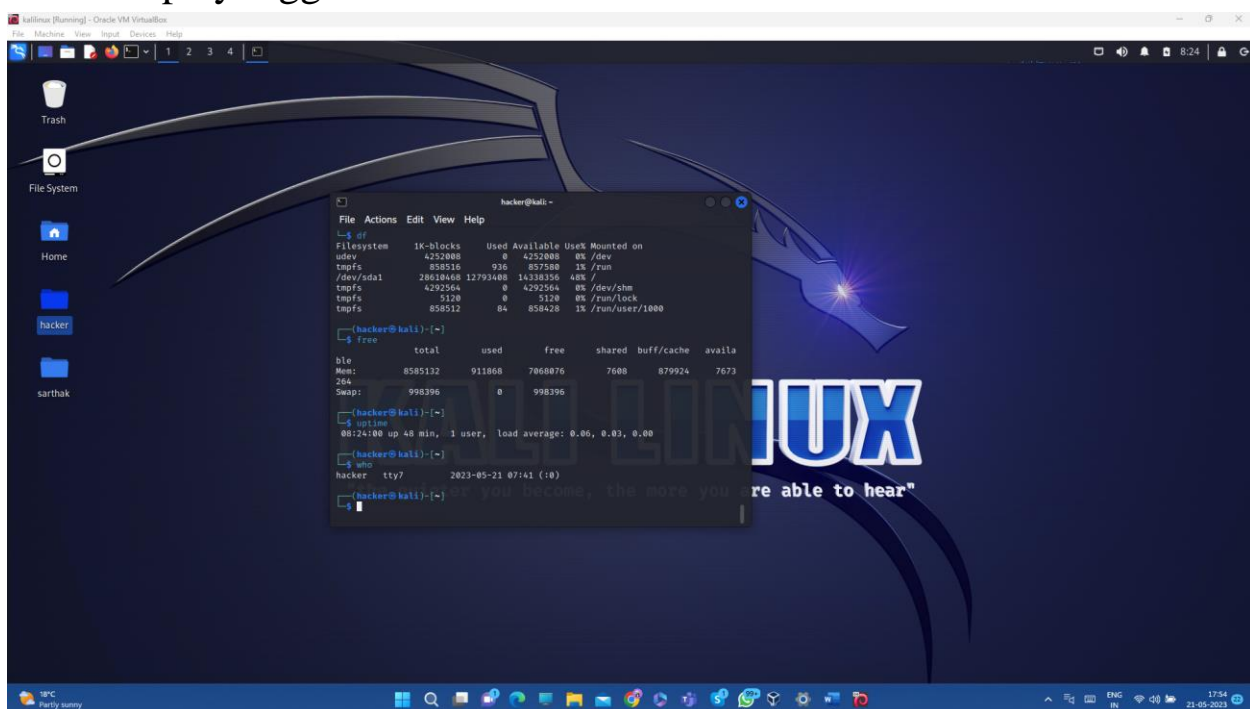 kalilinux [Running] - Oracle VM VirtualBox
File Machine View Input Devices Help
1 2 3 4
8:24
Trash
File System
Home
hacker
sarthak
hacker@kali: ~
File Actions Edit View Help
└─$ df
Filesystem 1K-blocks Used Available Use% Mounted on
udev 4252008 0 4252008 0% /dev
tmpfs 858516 936 857580 1% /run
/dev/sda1 28610468 12793408 14338356 48% /
tmpfs 4292564 0 4292564 0% /dev/shm
tmpfs 5120 0 5120 0% /run/lock
tmpfs 858512 84 858428 1% /run/user/1000
┌──(hacker㉿kali)-[~]
└─$ free
total used free shared buff/cache availa
ble
Mem: 8585132 911868 7068076 7608 879924 7673
264
Swap: 998396 0 998396
┌──(hacker㉿kali)-[~]
└─$ uptime
08:24:00 up 48 min, 1 user, load average: 0.06, 0.03, 0.00
┌──(hacker㉿kali)-[~]
└─$ who
hacker tty7 2023-05-21 07:41 (:0)
┌──(hacker㉿kali)-[~]
└─$
KALI LINUX
you become, the more you are able to hear"
18°C
Partly sunny
99+
ENG
IN
17:54
21-05-2023